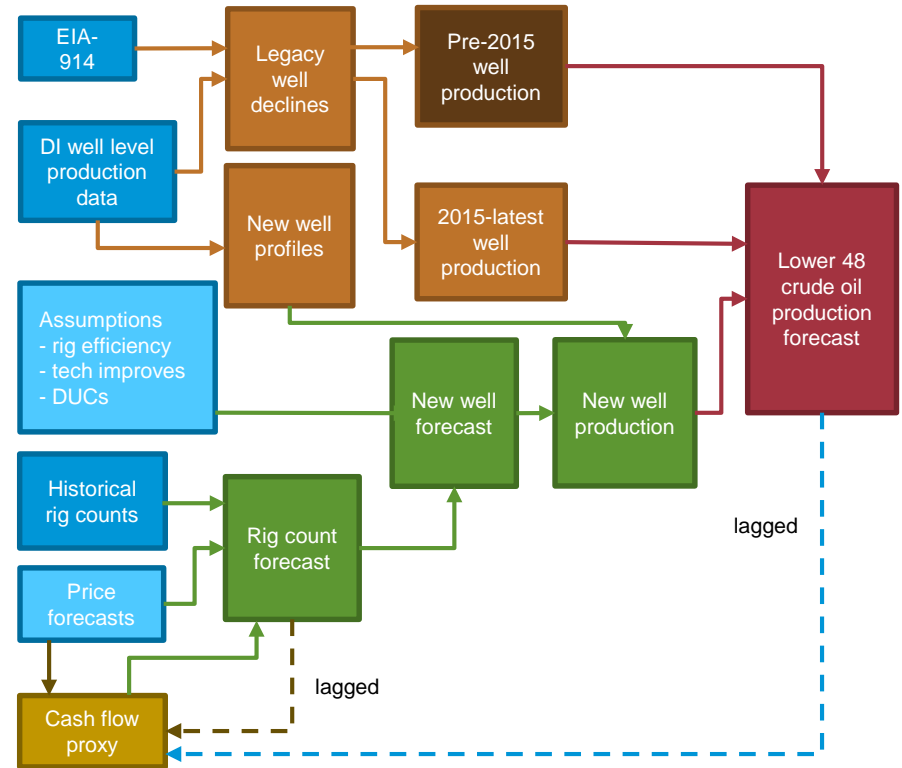 EIA-
914
Legacy
well
declines
Pre-2015
well
production
DI well level
production
data
New well
profiles
2015-latest
well
production
Lower 48
crude oil
production
forecast
Assumptions
- rig efficiency
- tech improves
- DUCs
New well
forecast
New well
production
Historical
rig counts
Rig count
forecast
lagged
Price
forecasts
lagged
Cash flow
proxy